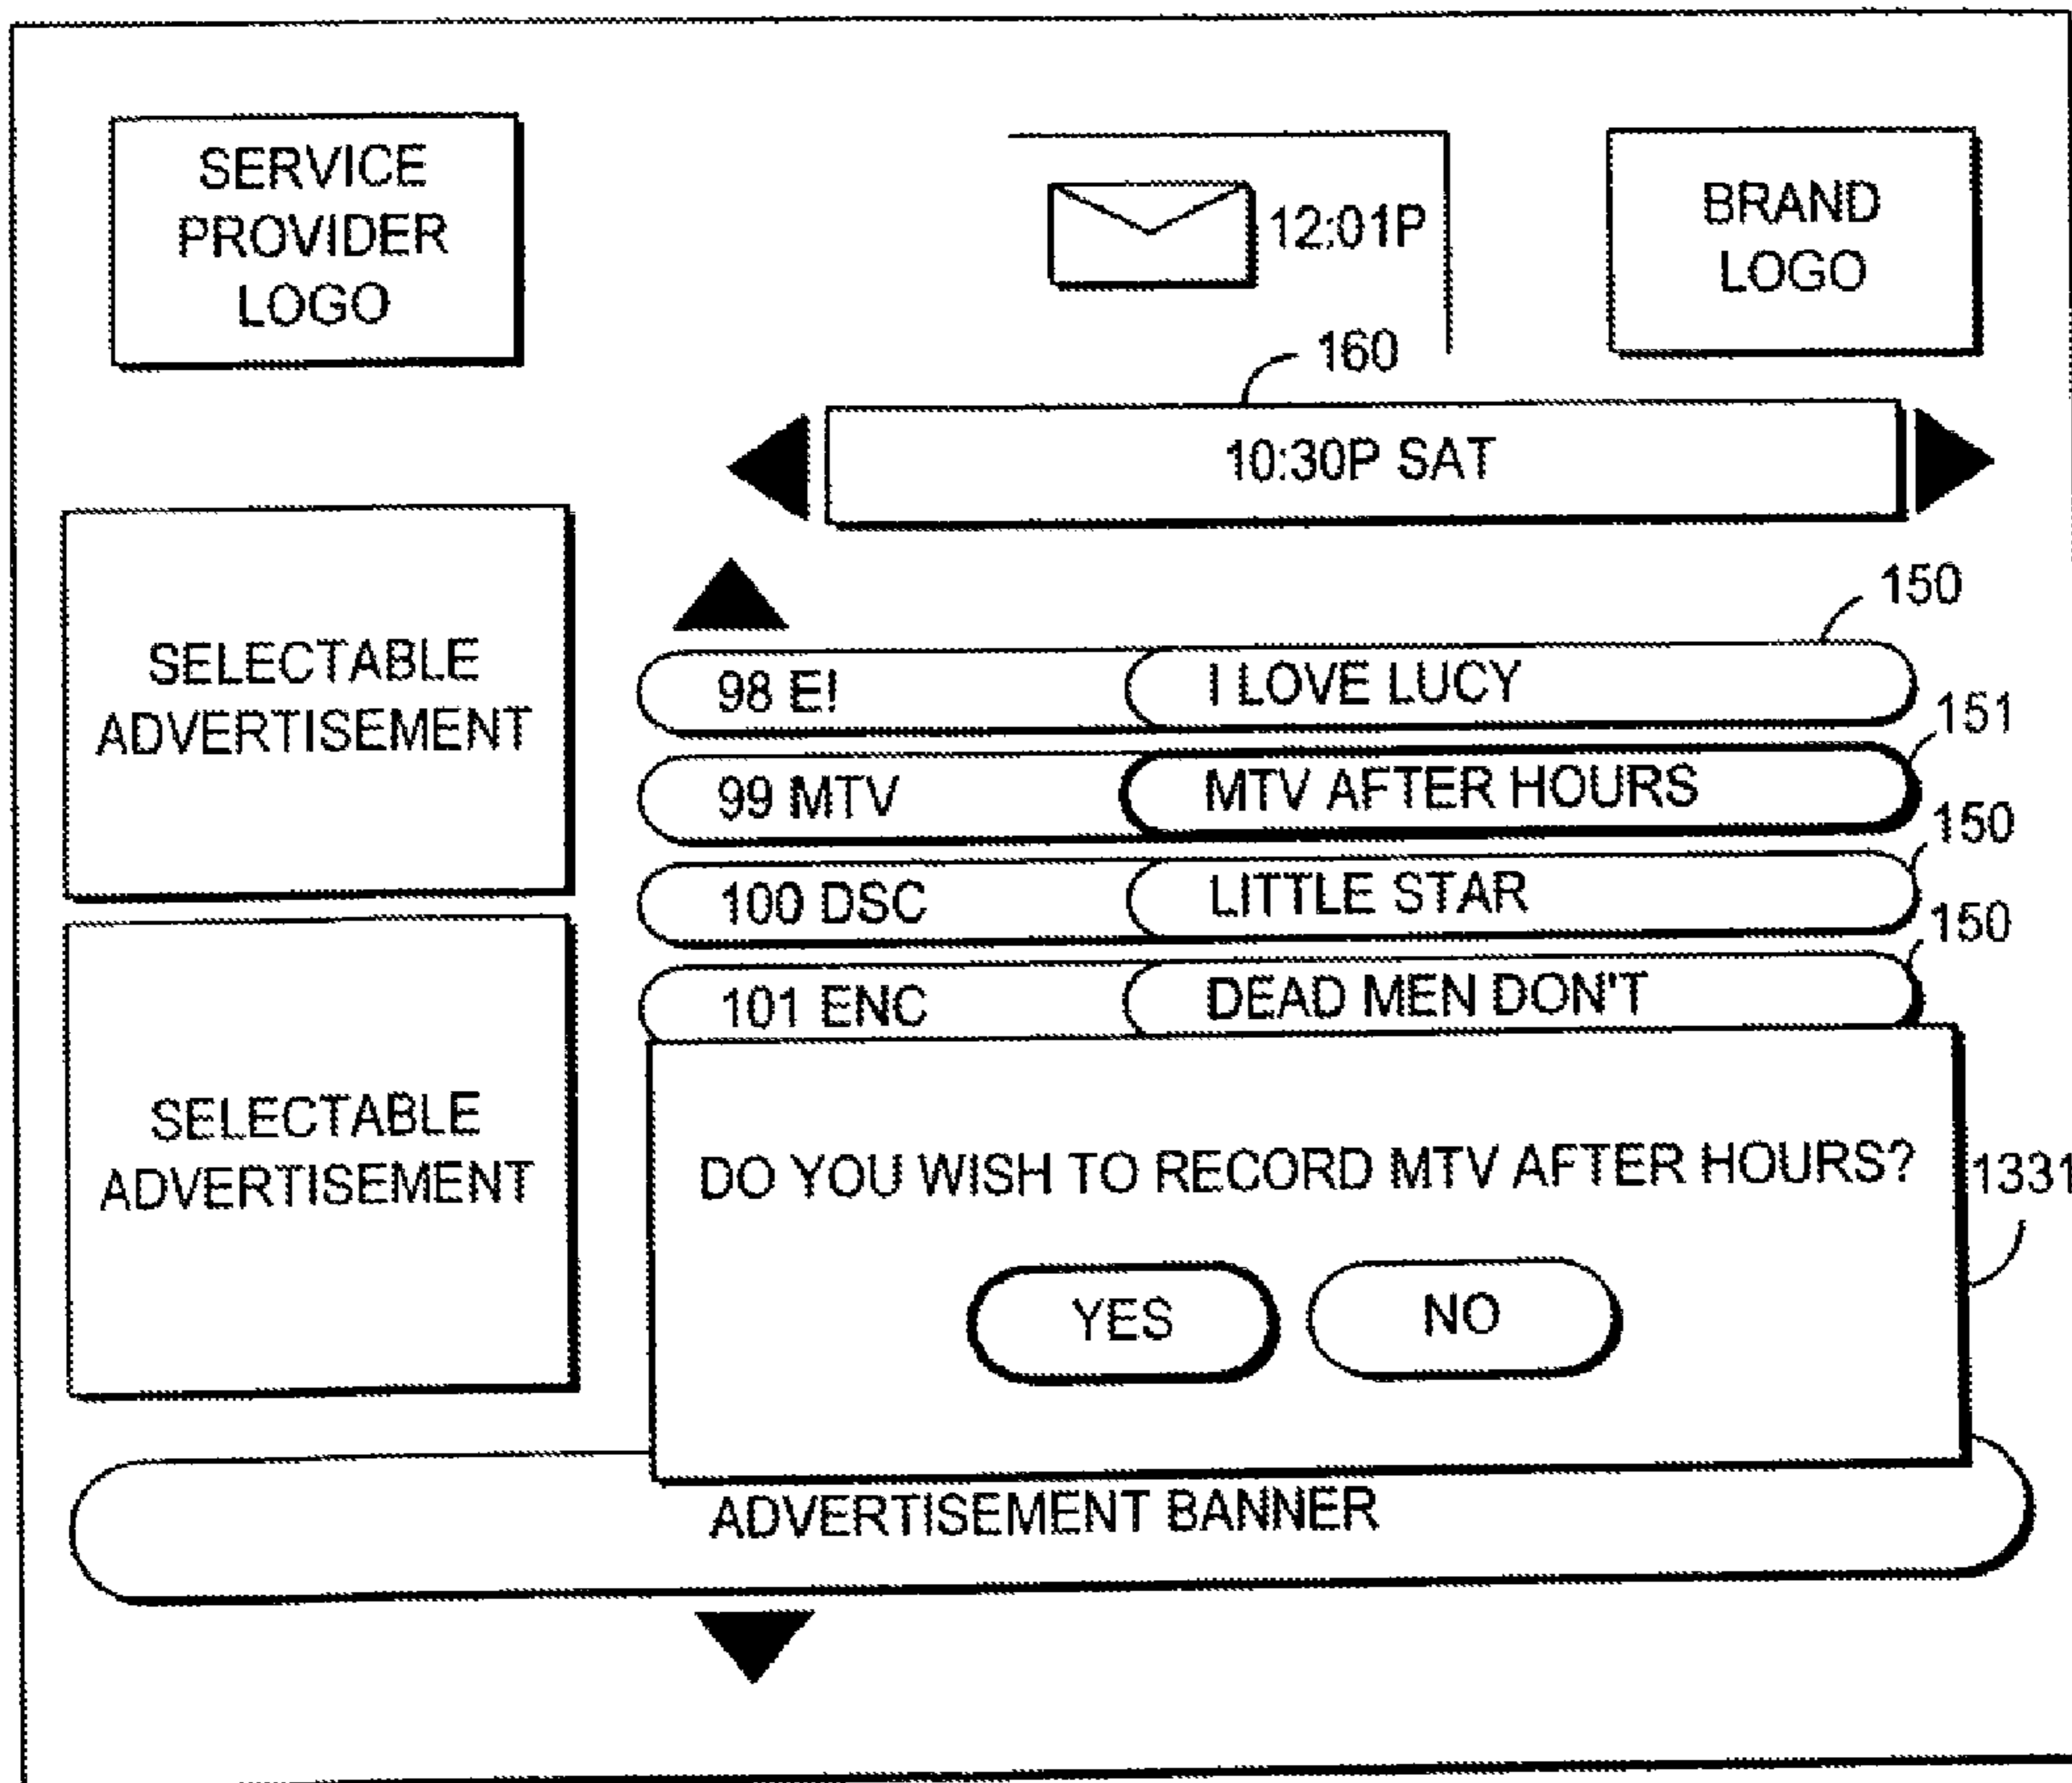 SERVICE
PROVIDER
LOGO
12:01P
BRAND
LOGO
160
10:30P SAT
SELECTABLE
ADVERTISEMENT
150
98 E! I LOVE LUCY
151
99 MTV MTV AFTER HOURS
150
100 DSC LITTLE STAR
150
101 ENC DEAD MEN DON'T
SELECTABLE
ADVERTISEMENT
DO YOU WISH TO RECORD MTV AFTER HOURS?
1331
YES NO
ADVERTISEMENT BANNER